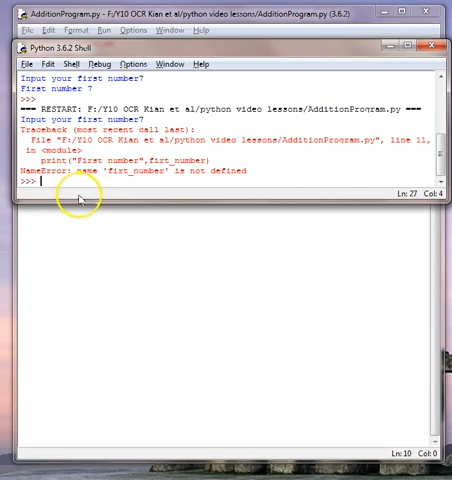 AdditionProgram.py - F:/Y10 OCR Kian et al/python video lessons/AdditionProgram.py (3.6.2)
File Edit Format Run Options Window Help
Python 3.6.2 Shell
File Edit Shell Debug Options Window Help
Input your first number7
First number 7
>>>
=== RESTART: F:/Y10 OCR Kian et al/python video lessons/AdditionProgram.py ===
Input your first number7
Traceback (most recent call last):
File "F:/Y10 OCR Kian et al/python video lessons/AdditionProgram.py", line 11,
in <module>
print("First number",firt_number)
NameError: name 'firt_number' is not defined
>>>
Ln: 27 Col: 4
Ln: 10 Col: 0